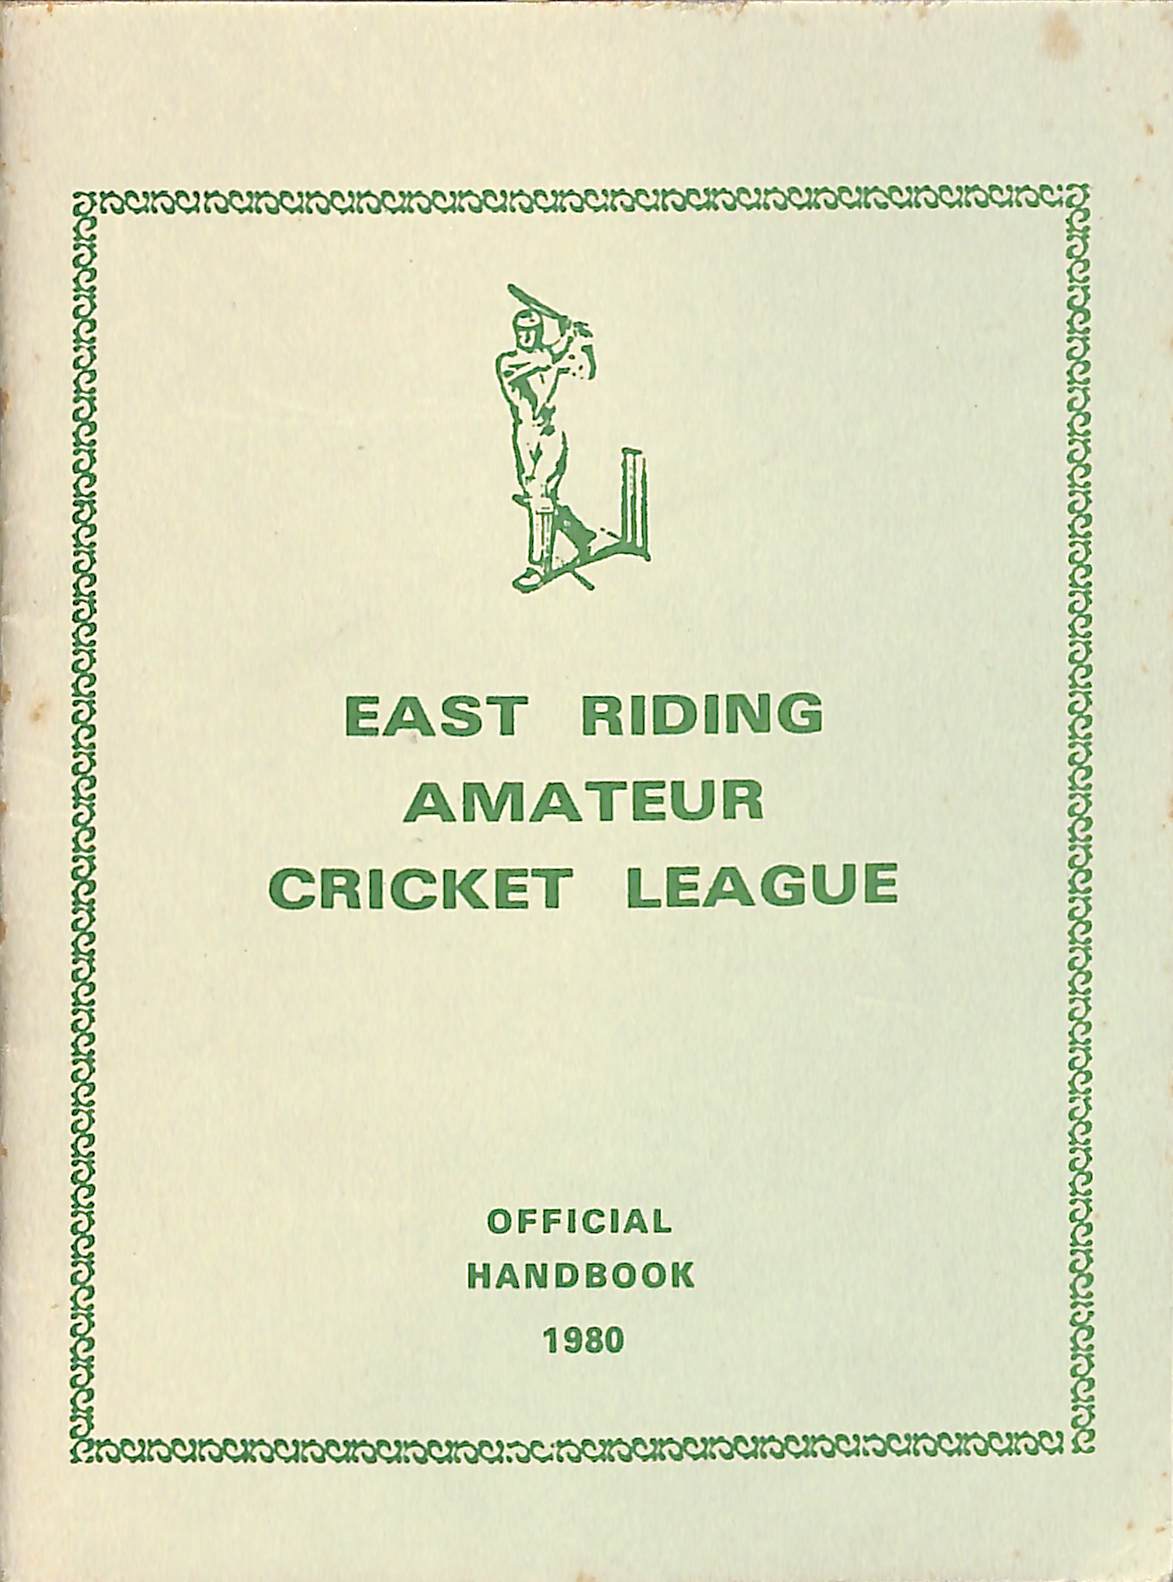 EAST RIDING
AMATEUR
CRICKET LEAGUE
OFFICIAL
HANDBOOK
1980